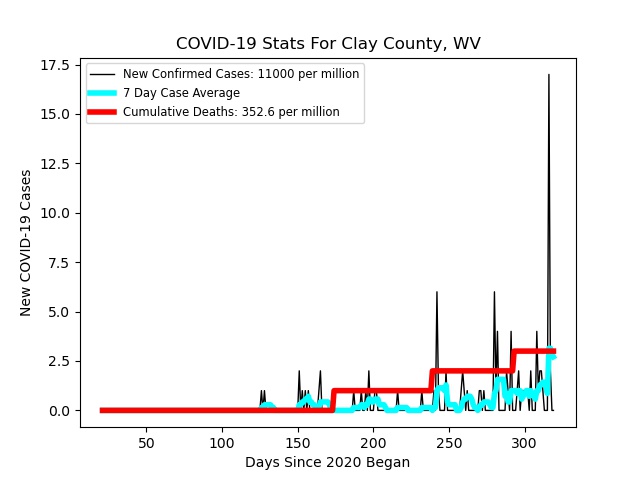 COVID-19 Stats For Clay County, WV
New Confirmed Cases: 11000 per million
7 Day Case Average
Cumulative Deaths: 352.6 per million
New COVID-19 Cases
17.5
15.0
12.5
10.0
7.5
5.0
2.5
0.0
50 100 150 200 250 300
Days Since 2020 Began